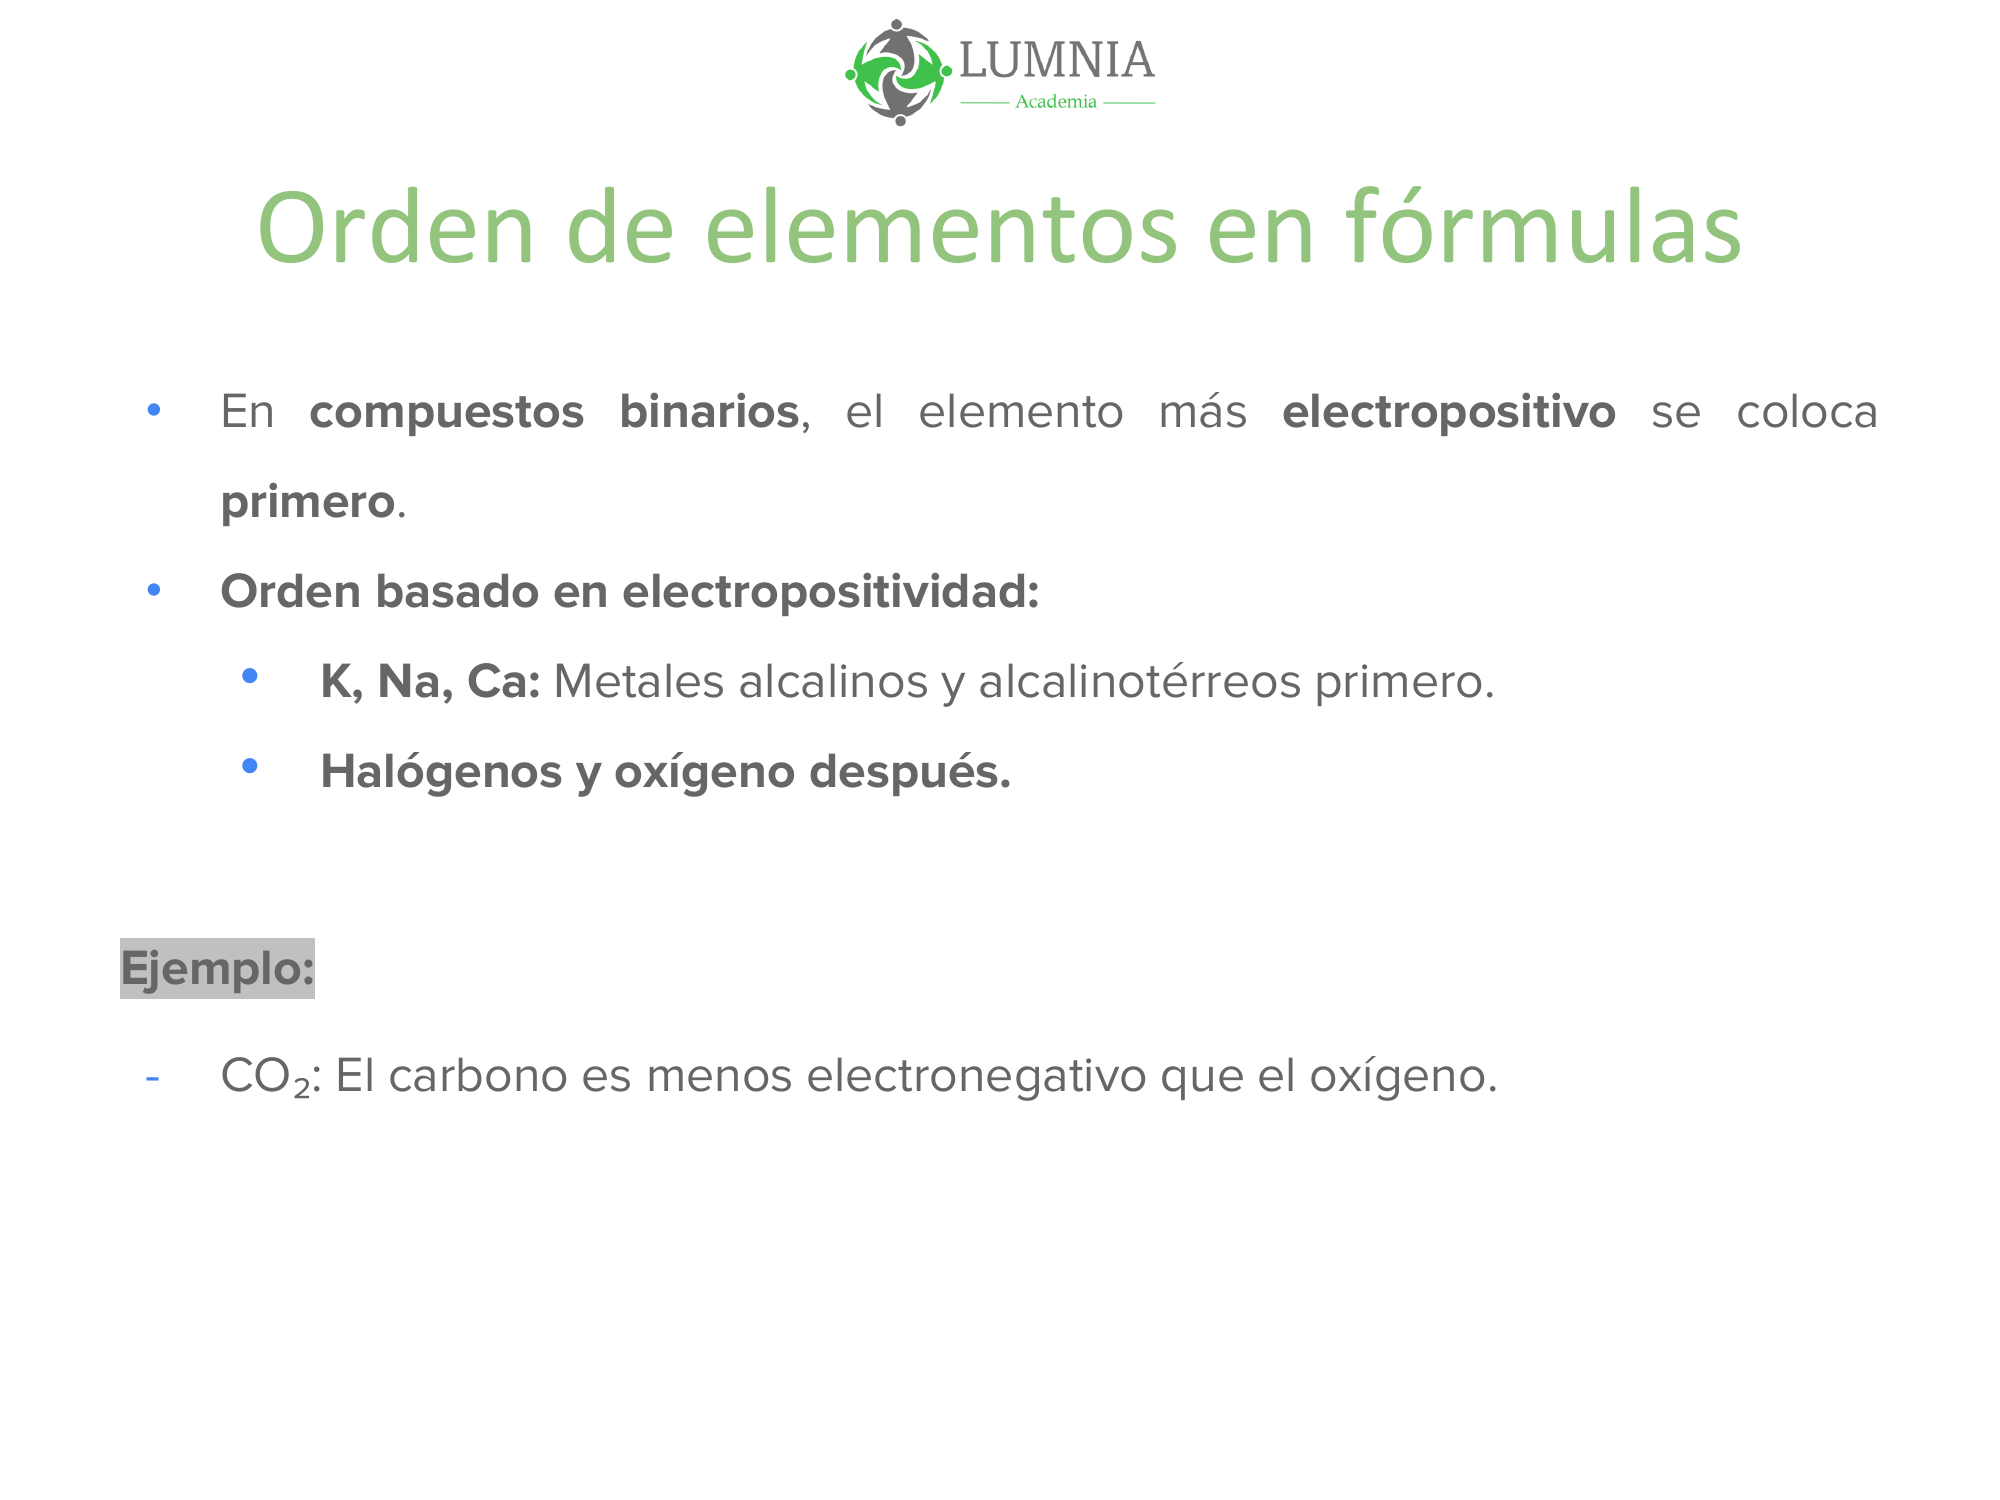 LUMNIA
Academia
Orden de elementos en fórmulas
• En compuestos binarios, el elemento más electropositivo se coloca
primero.
• Orden basado en electropositividad:
• K, Na, Ca: Metales alcalinos y alcalinotérreos primero.
• Halógenos y oxígeno después.
Ejemplo:
- CO₂: El carbono es menos electronegativo que el oxígeno.